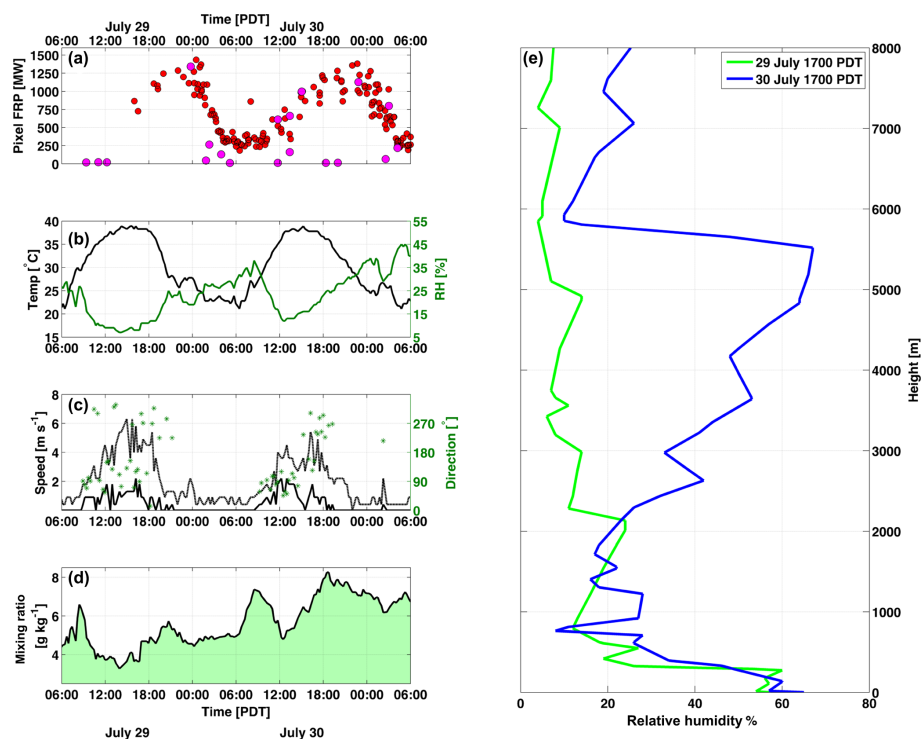 Time [PDT]
July 29 July 30
06:00 12:00 18:00 00:00 06:00 12:00 18:00 00:00 06:00
(a)
Pixel FRP [MW]
1500
1250
1000
750
500
250
0
(b)
Temp [°C]
40
35
30
25
20
15
RH [%]
55
45
35
25
15
5
06:00 12:00 18:00 00:00 06:00 12:00 18:00 00:00 06:00
(c)
Speed [m s-1]
8
6
4
2
Direction [°]
270
180
90
0
06:00 12:00 18:00 00:00 06:00 12:00 18:00 00:00 06:00
(d)
Mixing ratio
[g kg-1]
8
6
4
06:00 12:00 18:00 00:00 06:00 12:00 18:00 00:00 06:00
Time [PDT]
July 29 July 30
(e)
29 July 1700 PDT
30 July 1700 PDT
8000
7000
6000
5000
4000
3000
2000
1000
0
Height [m]
0 20 40 60 80
Relative humidity %